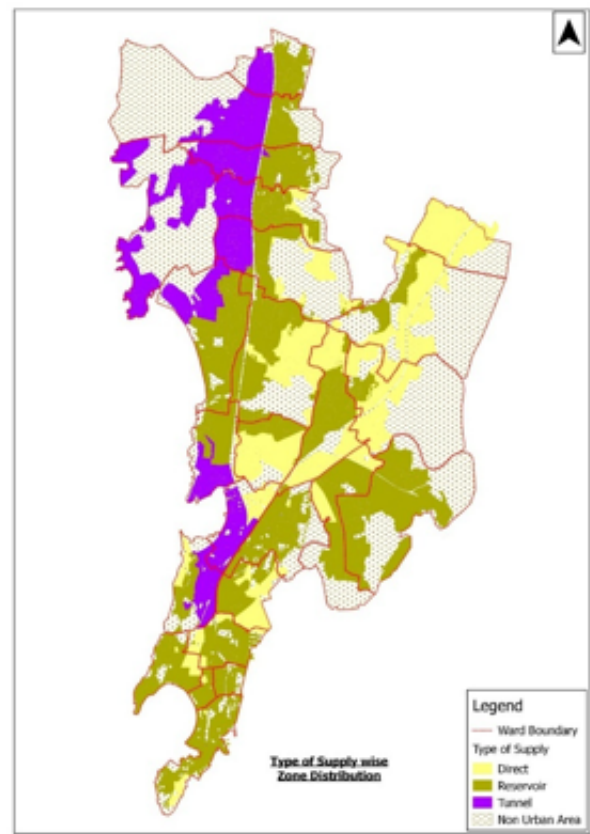 Legend
Ward Boundary
Type of Supply
Direct
Reservoir
Tunnel
Non Urban Area
Type of Supply wise
Zone Distribution